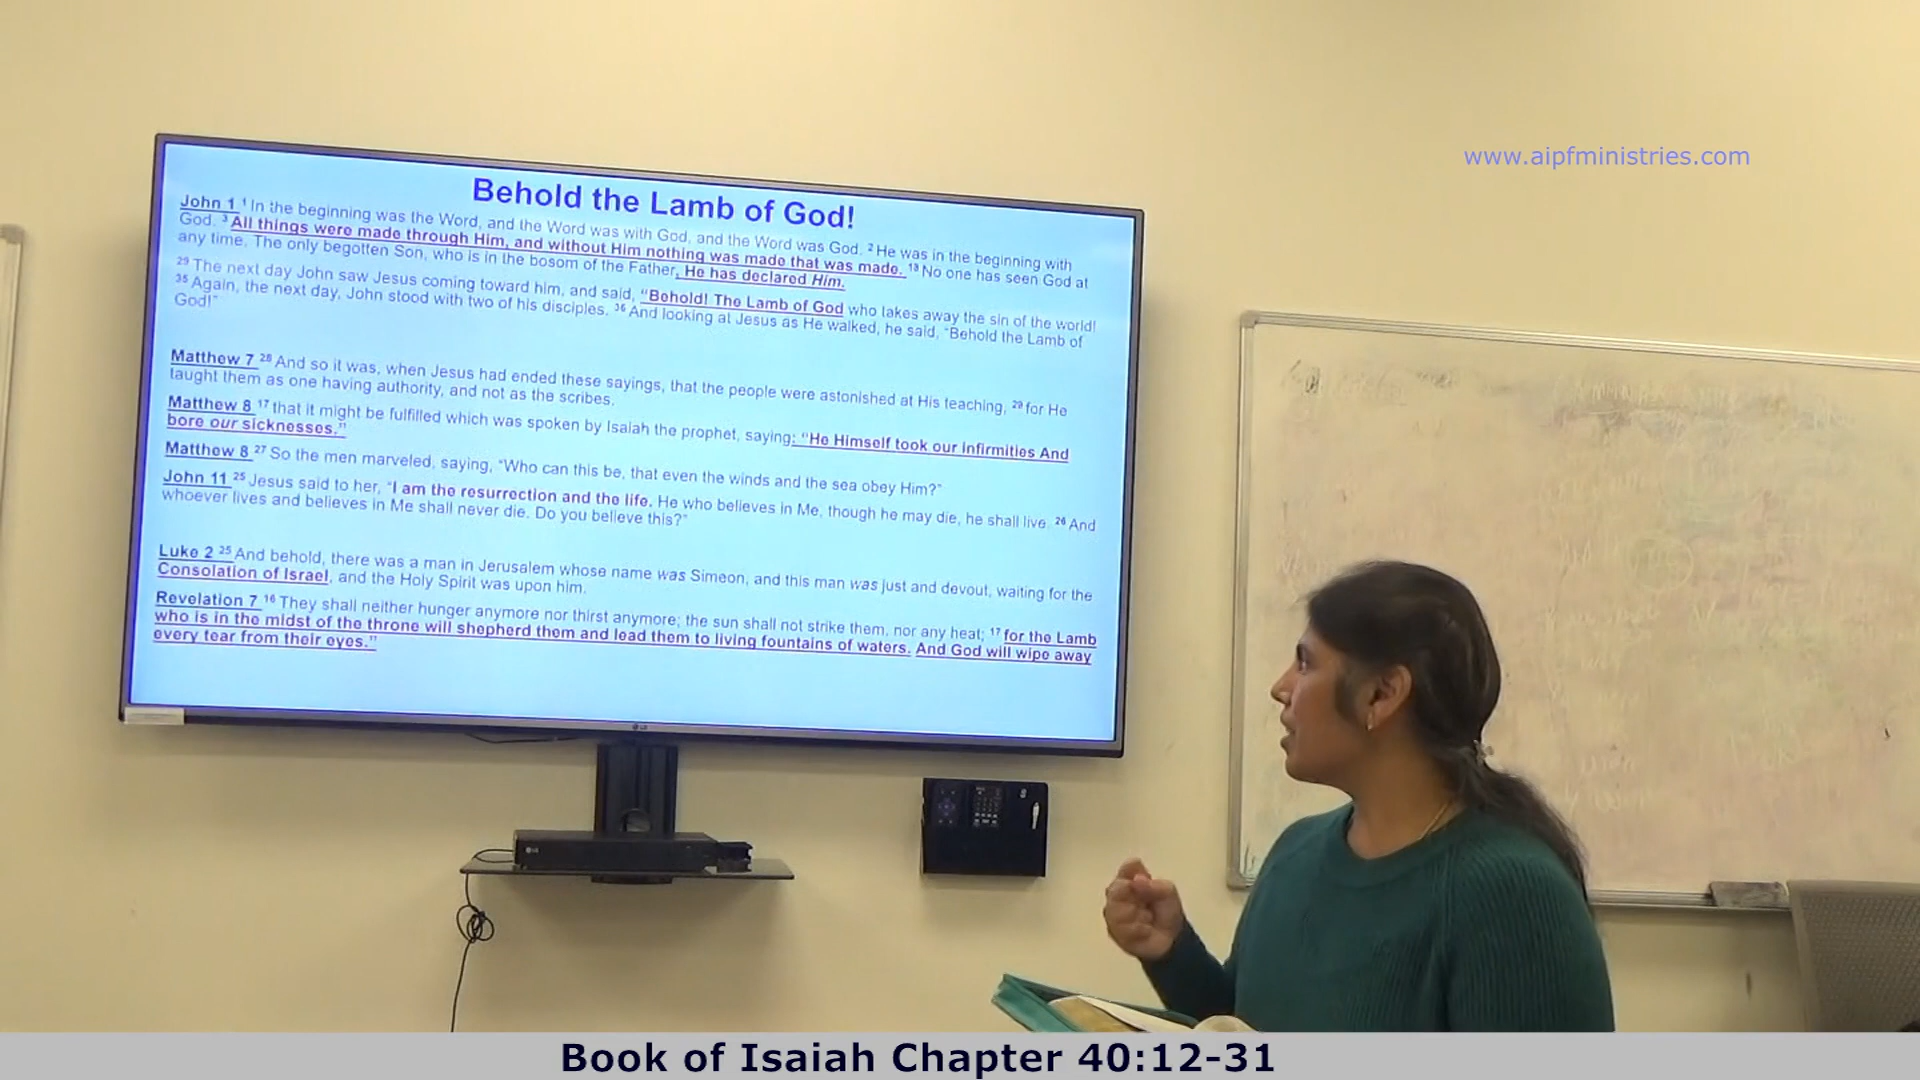 www.aipfministries.com
Behold the Lamb of God!
John 1 ¹ In the beginning was the Word, and the Word was with God, and the Word was God. ² He was in the beginning with
God. ³ All things were made through Him, and without Him nothing was made that was made. ¹⁸ No one has seen God at
any time. The only begotten Son, who is in the bosom of the Father, He has declared Him.
²⁹ The next day John saw Jesus coming toward him, and said, "Behold! The Lamb of God who takes away the sin of the world!
³⁵ Again, the next day, John stood with two of his disciples. ³⁶ And looking at Jesus as He walked, he said, "Behold the Lamb of
God!"
Matthew 7 ²⁸ And so it was, when Jesus had ended these sayings, that the people were astonished at His teaching, ²⁹ for He
taught them as one having authority, and not as the scribes.
Matthew 8 ¹⁷ that it might be fulfilled which was spoken by Isaiah the prophet, saying: "He Himself took our infirmities And
bore our sicknesses."
Matthew 8 ²⁷ So the men marveled, saying, "Who can this be, that even the winds and the sea obey Him?"
John 11 ²⁵ Jesus said to her, "I am the resurrection and the life. He who believes in Me, though he may die, he shall live. ²⁶ And
whoever lives and believes in Me shall never die. Do you believe this?"
Luke 2 ²⁵ And behold, there was a man in Jerusalem whose name was Simeon, and this man was just and devout, waiting for the
Consolation of Israel, and the Holy Spirit was upon him.
Revelation 7 ¹⁶ They shall neither hunger anymore nor thirst anymore; the sun shall not strike them, nor any heat; ¹⁷ for the Lamb
who is in the midst of the throne will shepherd them and lead them to living fountains of waters. And God will wipe away
every tear from their eyes."
LG
LG
Book of Isaiah Chapter 40:12-31